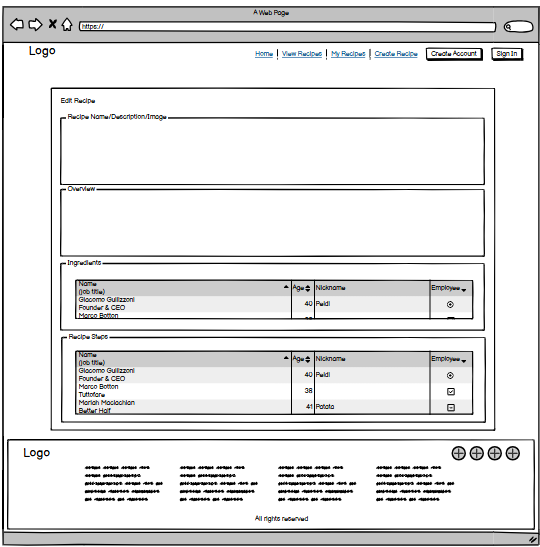 A Web Page
https://
Logo
Home | View Recipes | My Recipes | Create Recipe
Create Account
Sign In
Edit Recipe
Recipe Name/Description/Image
Overview
Ingredients
Name
(job title)
Age
Nickname
Employee
Giacomo Guilizzoni
Founder & CEO
40
Peldi
Marco Botton
38
Recipe Steps
Name
(job title)
Age
Nickname
Employee
Giacomo Guilizzoni
Founder & CEO
40
Peldi
Marco Botton
Tuttofare
38
Mariah Maclachlan
Better Half
41
Patata
Logo
All rights reserved